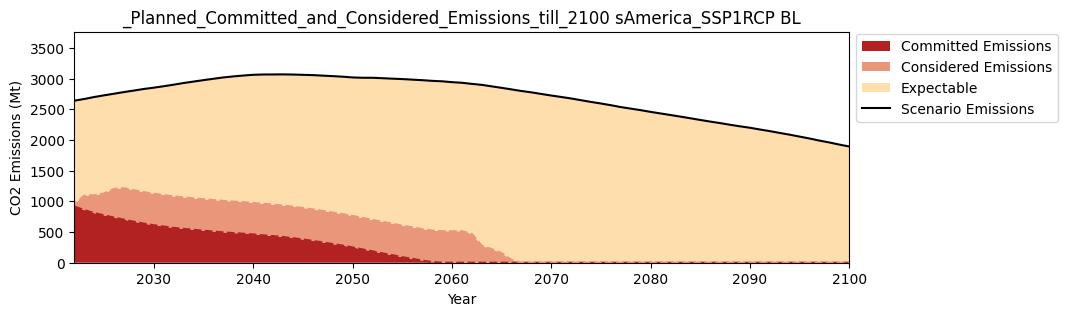 _Planned_Committed_and_Considered_Emissions_till_2100 sAmerica_SSP1RCP BL
3500
3000
2500
2000
1500
1000
500
0
CO2 Emissions (Mt)
2030 2040 2050 2060 2070 2080 2090 2100
Year
Committed Emissions
Considered Emissions
Expectable
Scenario Emissions